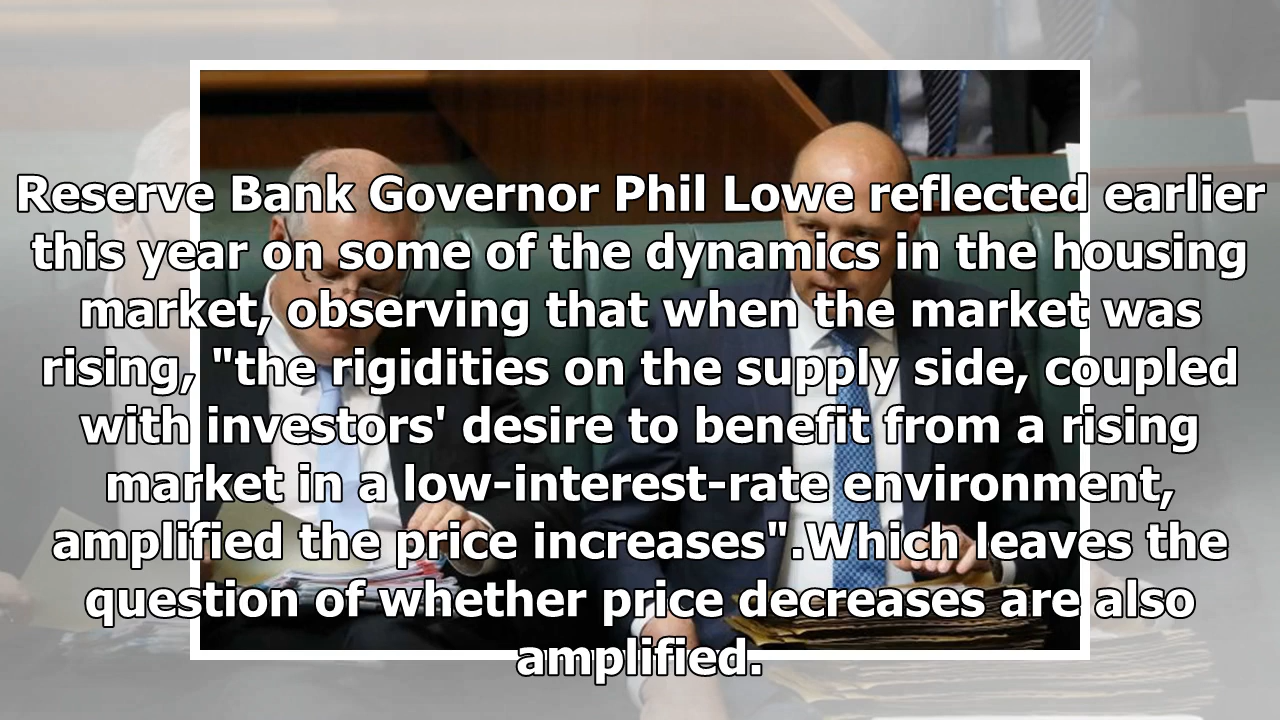 Reserve Bank Governor Phil Lowe reflected earlier
this year on some of the dynamics in the housing
market, observing that when the market was
rising, "the rigidities on the supply side, coupled
with investors' desire to benefit from a rising
market in a low-interest-rate environment,
amplified the price increases".Which leaves the
question of whether price decreases are also
amplified.